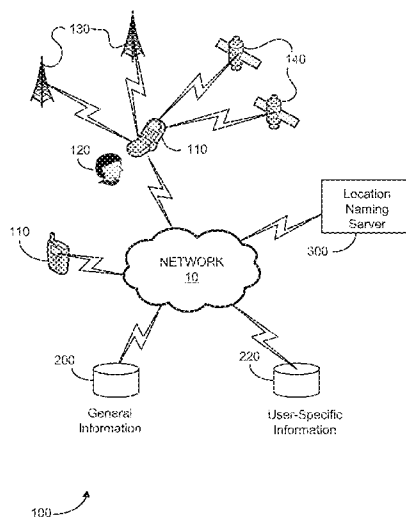 130
140
120
110
Location
Naming
Server
300
110
NETWORK
10
200
220
General
Information
User-Specific
Information
100